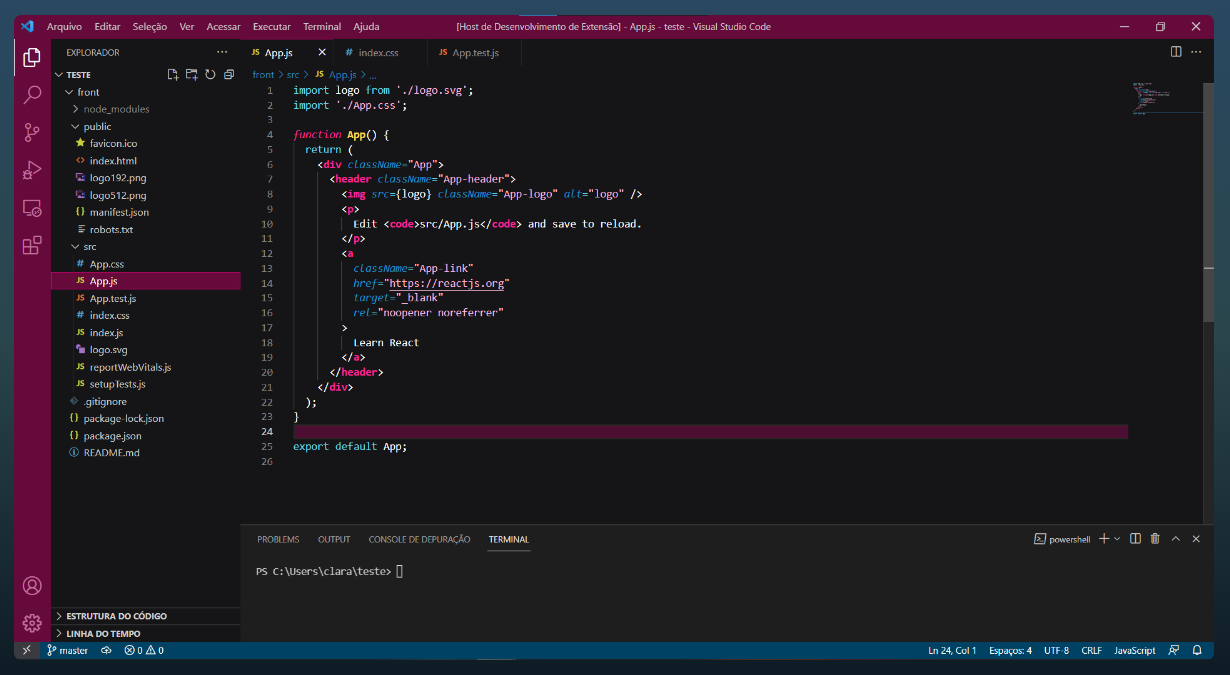 Arquivo Editar Seleção Ver Acessar Executar Terminal Ajuda [Host de Desenvolvimento de Extensão] - App.js - teste - Visual Studio Code
EXPLORADOR ...
TESTE
front
node_modules
public
favicon.ico
index.html
logo192.png
logo512.png
manifest.json
robots.txt
src
App.css
App.js
App.test.js
index.css
index.js
logo.svg
reportWebVitals.js
setupTests.js
.gitignore
package-lock.json
package.json
README.md
ESTRUTURA DO CÓDIGO
LINHA DO TEMPO
JS App.js # index.css JS App.test.js
front > src > JS App.js > ...
1 import logo from './logo.svg';
2 import './App.css';
3
4 function App() {
5 return (
6 <div className="App">
7 <header className="App-header">
8 <img src={logo} className="App-logo" alt="logo" />
9 <p>
10 Edit <code>src/App.js</code> and save to reload.
11 </p>
12 <a
13 className="App-link"
14 href="https://reactjs.org"
15 target="_blank"
16 rel="noopener noreferrer"
17 >
18 Learn React
19 </a>
20 </header>
21 </div>
22 );
23 }
24
25 export default App;
26
PROBLEMS OUTPUT CONSOLE DE DEPURAÇÃO TERMINAL powershell
PS C:\Users\clara\teste>
master 0 0 Ln 24, Col 1 Espaços: 4 UTF-8 CRLF JavaScript